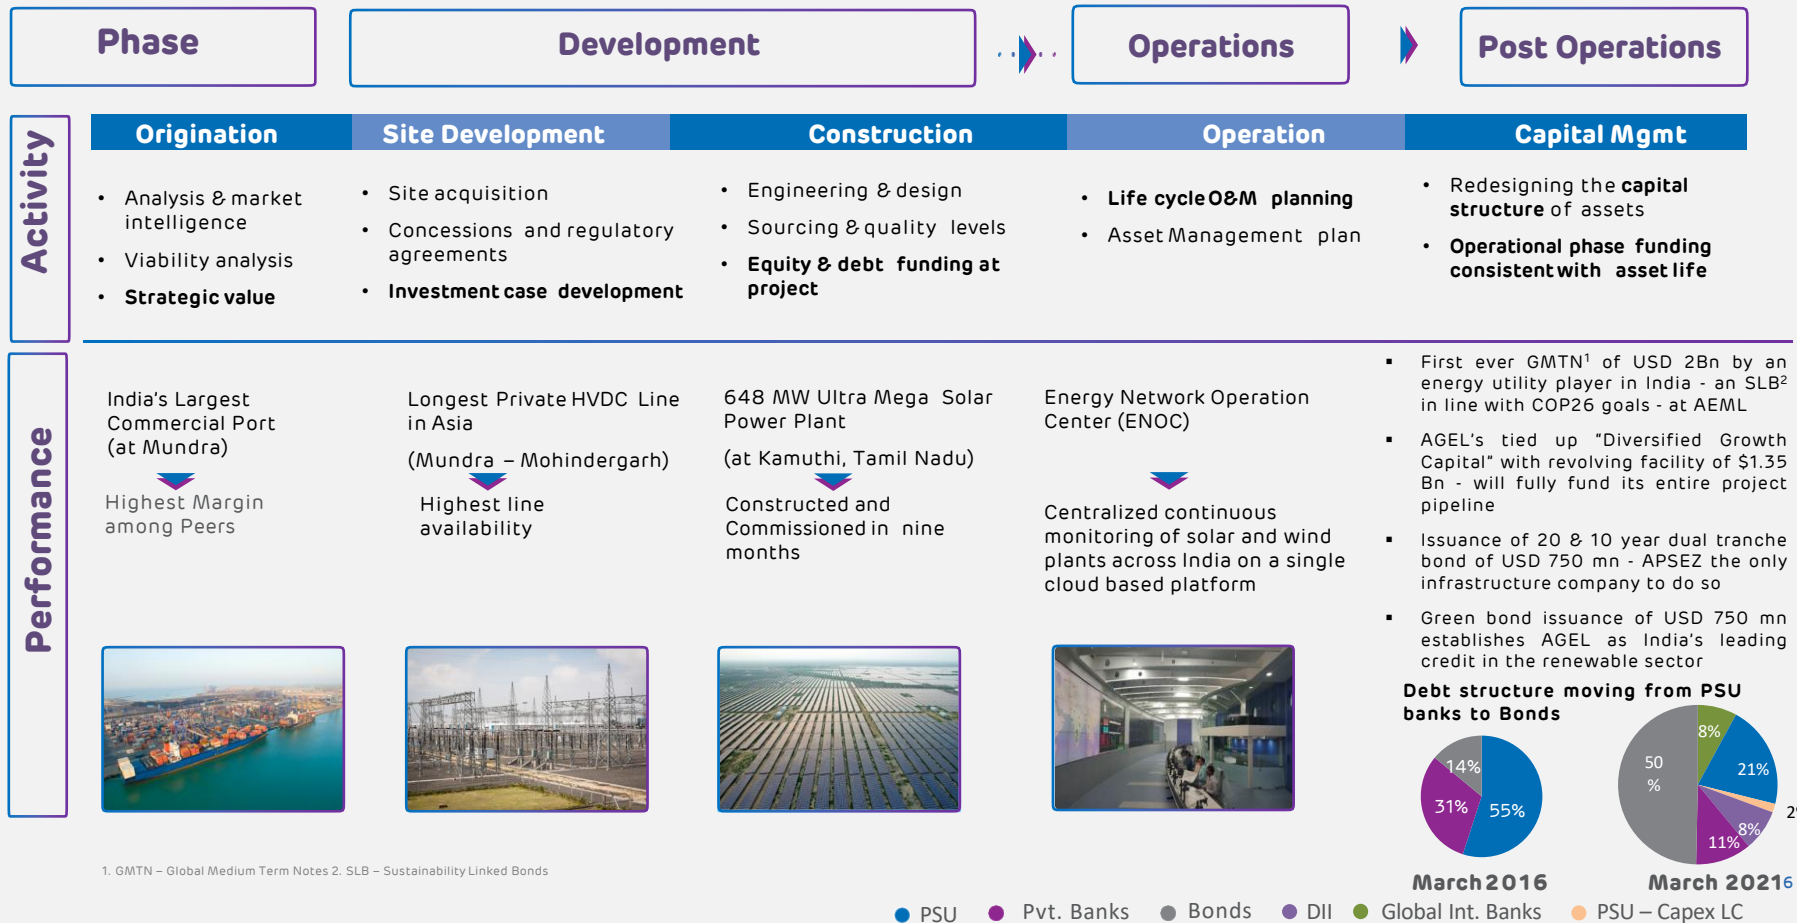 Phase
Development
Operations
Post Operations
Activity
Origination
Site Development
Construction
Operation
Capital Mgmt
• Analysis & market
intelligence
• Viability analysis
• Strategic value
• Site acquisition
• Concessions and regulatory
agreements
• Investment case development
• Engineering & design
• Sourcing & quality levels
• Equity & debt funding at
project
• Life cycle O&M planning
• Asset Management plan
• Redesigning the capital
structure of assets
• Operational phase funding
consistent with asset life
Performance
India's Largest
Commercial Port
(at Mundra)
Highest Margin
among Peers
Longest Private HVDC Line
in Asia
(Mundra – Mohindergarh)
Highest line
availability
648 MW Ultra Mega Solar
Power Plant
(at Kamuthi, Tamil Nadu)
Constructed and
Commissioned in nine
months
Energy Network Operation
Center (ENOC)
Centralized continuous
monitoring of solar and wind
plants across India on a single
cloud based platform
▪ First ever GMTN¹ of USD 2Bn by an
energy utility player in India - an SLB²
in line with COP26 goals - at AEML
▪ AGEL's tied up "Diversified Growth
Capital" with revolving facility of $1.35
Bn - will fully fund its entire project
pipeline
▪ Issuance of 20 & 10 year dual tranche
bond of USD 750 mn - APSEZ the only
infrastructure company to do so
▪ Green bond issuance of USD 750 mn
establishes AGEL as India's leading
credit in the renewable sector
Debt structure moving from PSU
banks to Bonds
14%
31%
55%
March 2016
8%
50
%
21%
8%
11%
March 2021
6
1. GMTN – Global Medium Term Notes 2. SLB – Sustainability Linked Bonds
PSU
Pvt. Banks
Bonds
DII
Global Int. Banks
PSU – Capex LC